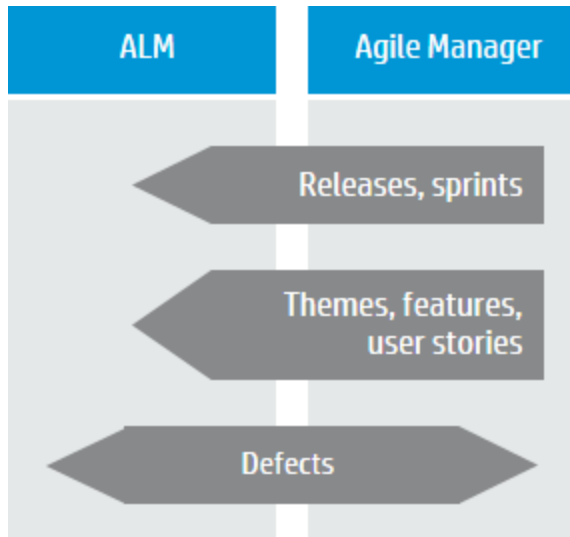 ALM
Agile Manager
Releases, sprints
Themes, features,
user stories
Defects